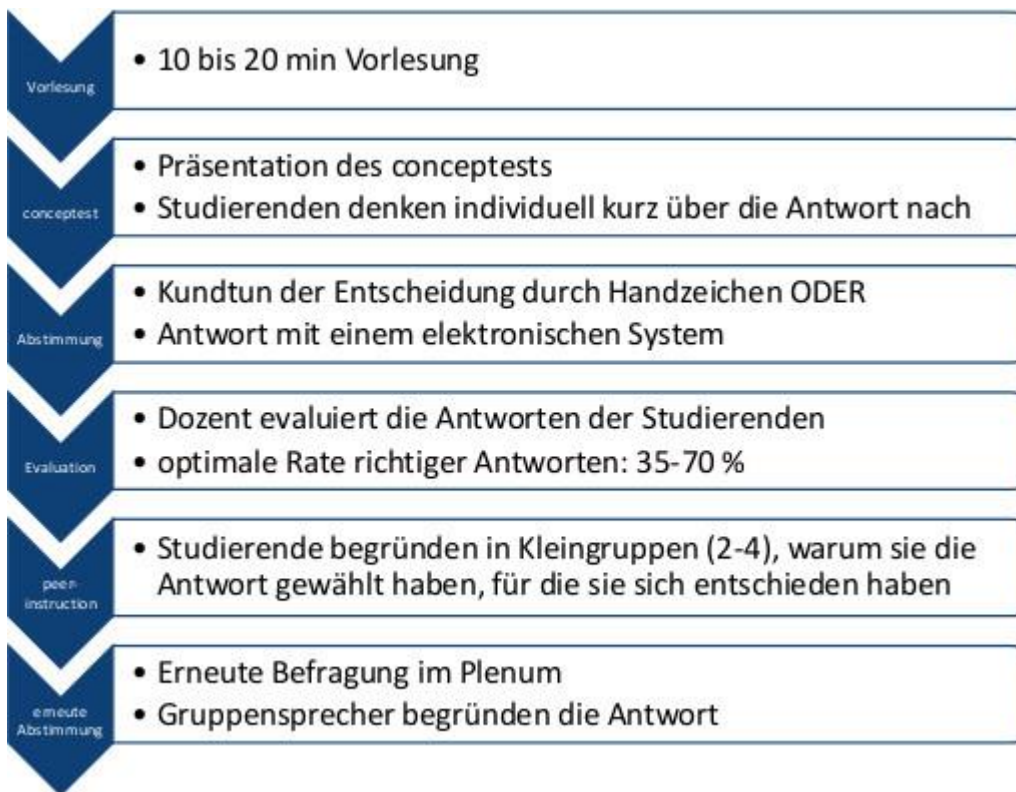 Vorlesung
• 10 bis 20 min Vorlesung
conceptest
• Präsentation des conceptests
• Studierenden denken individuell kurz über die Antwort nach
Abstimmung
• Kundtun der Entscheidung durch Handzeichen ODER
• Antwort mit einem elektronischen System
Evaluation
• Dozent evaluiert die Antworten der Studierenden
• optimale Rate richtiger Antworten: 35-70 %
peer-
instruction
• Studierende begründen in Kleingruppen (2-4), warum sie die
Antwort gewählt haben, für die sie sich entschieden haben
erneute
Abstimmung
• Erneute Befragung im Plenum
• Gruppensprecher begründen die Antwort